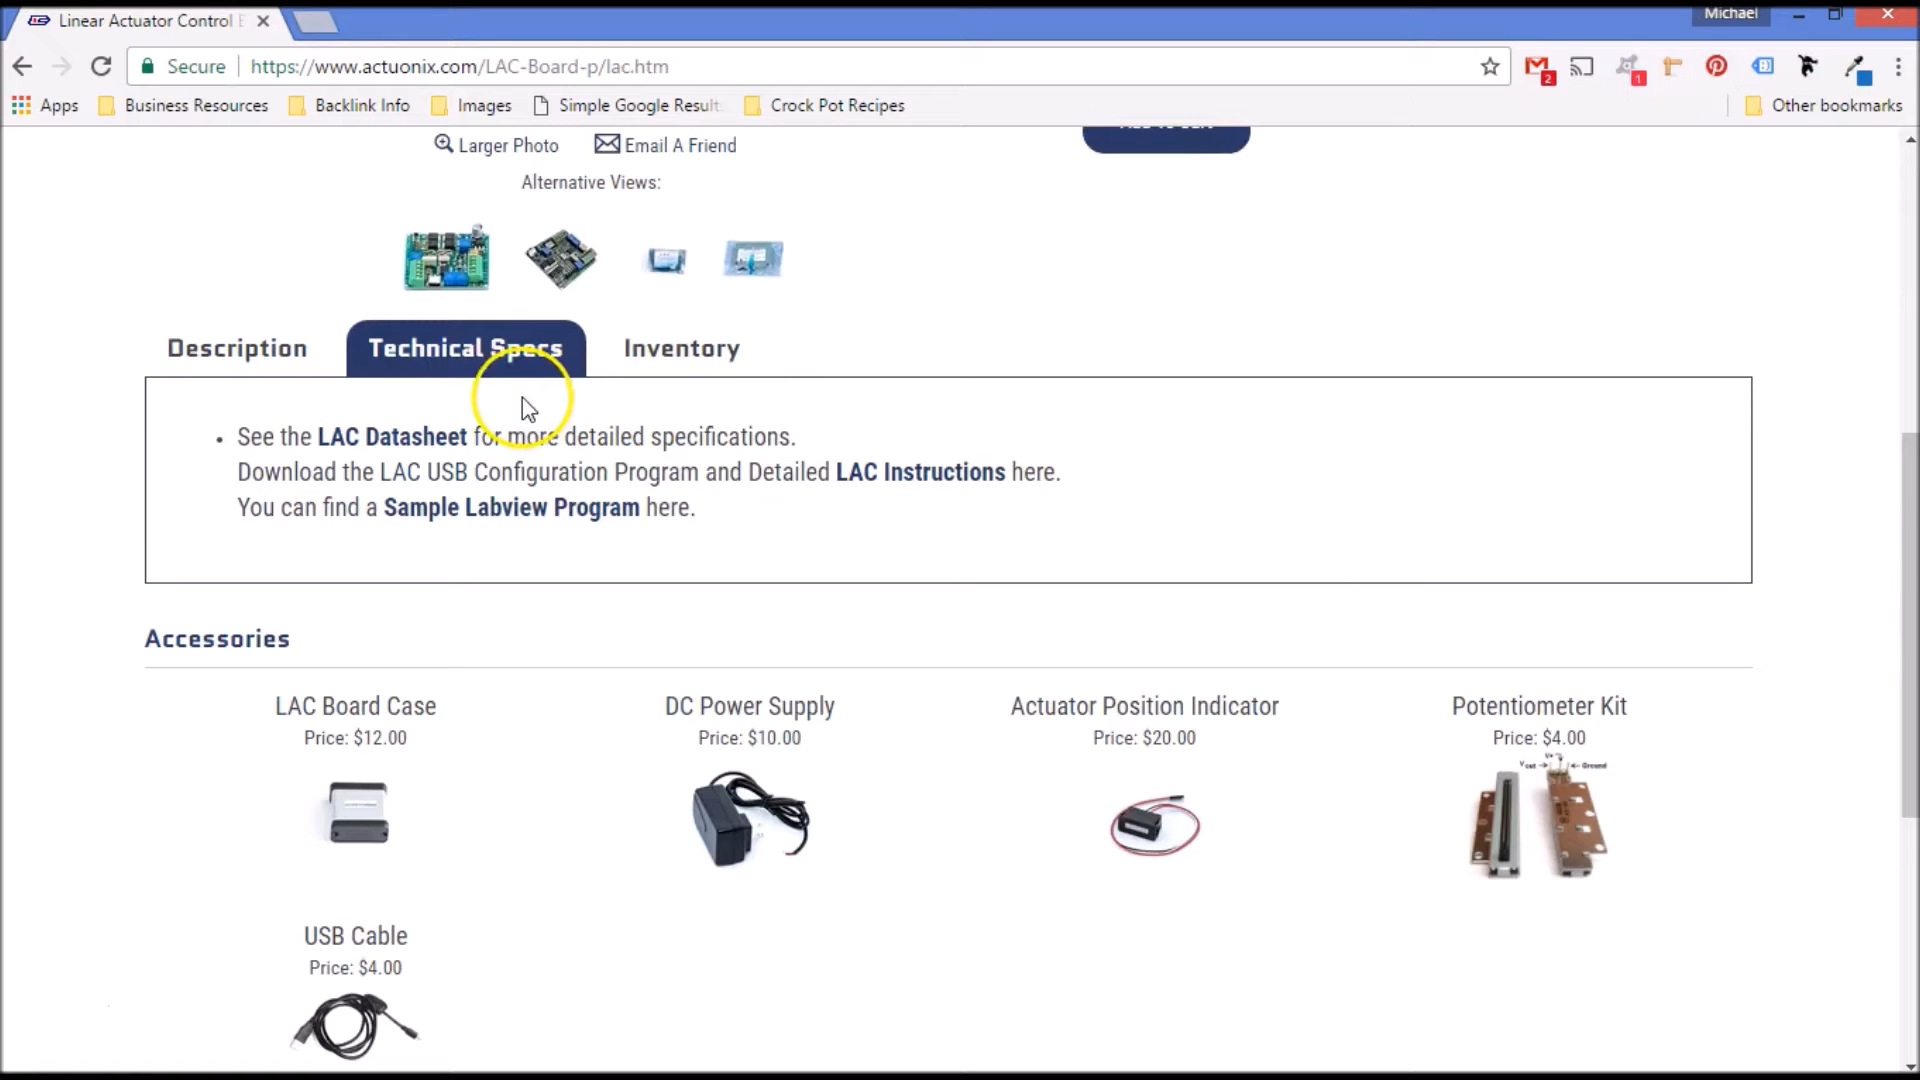 Linear Actuator Control
Michael
Secure
https://www.actuonix.com/LAC-Board-p/lac.htm
2
1
Apps
Business Resources
Backlink Info
Images
Simple Google Result
Crock Pot Recipes
Other bookmarks
Larger Photo
Email A Friend
Alternative Views:
Description
Technical Specs
Inventory
• See the LAC Datasheet for more detailed specifications.
Download the LAC USB Configuration Program and Detailed LAC Instructions here.
You can find a Sample Labview Program here.
Accessories
LAC Board Case
Price: $12.00
DC Power Supply
Price: $10.00
Actuator Position Indicator
Price: $20.00
Potentiometer Kit
Price: $4.00
V+
Vout
Ground
USB Cable
Price: $4.00